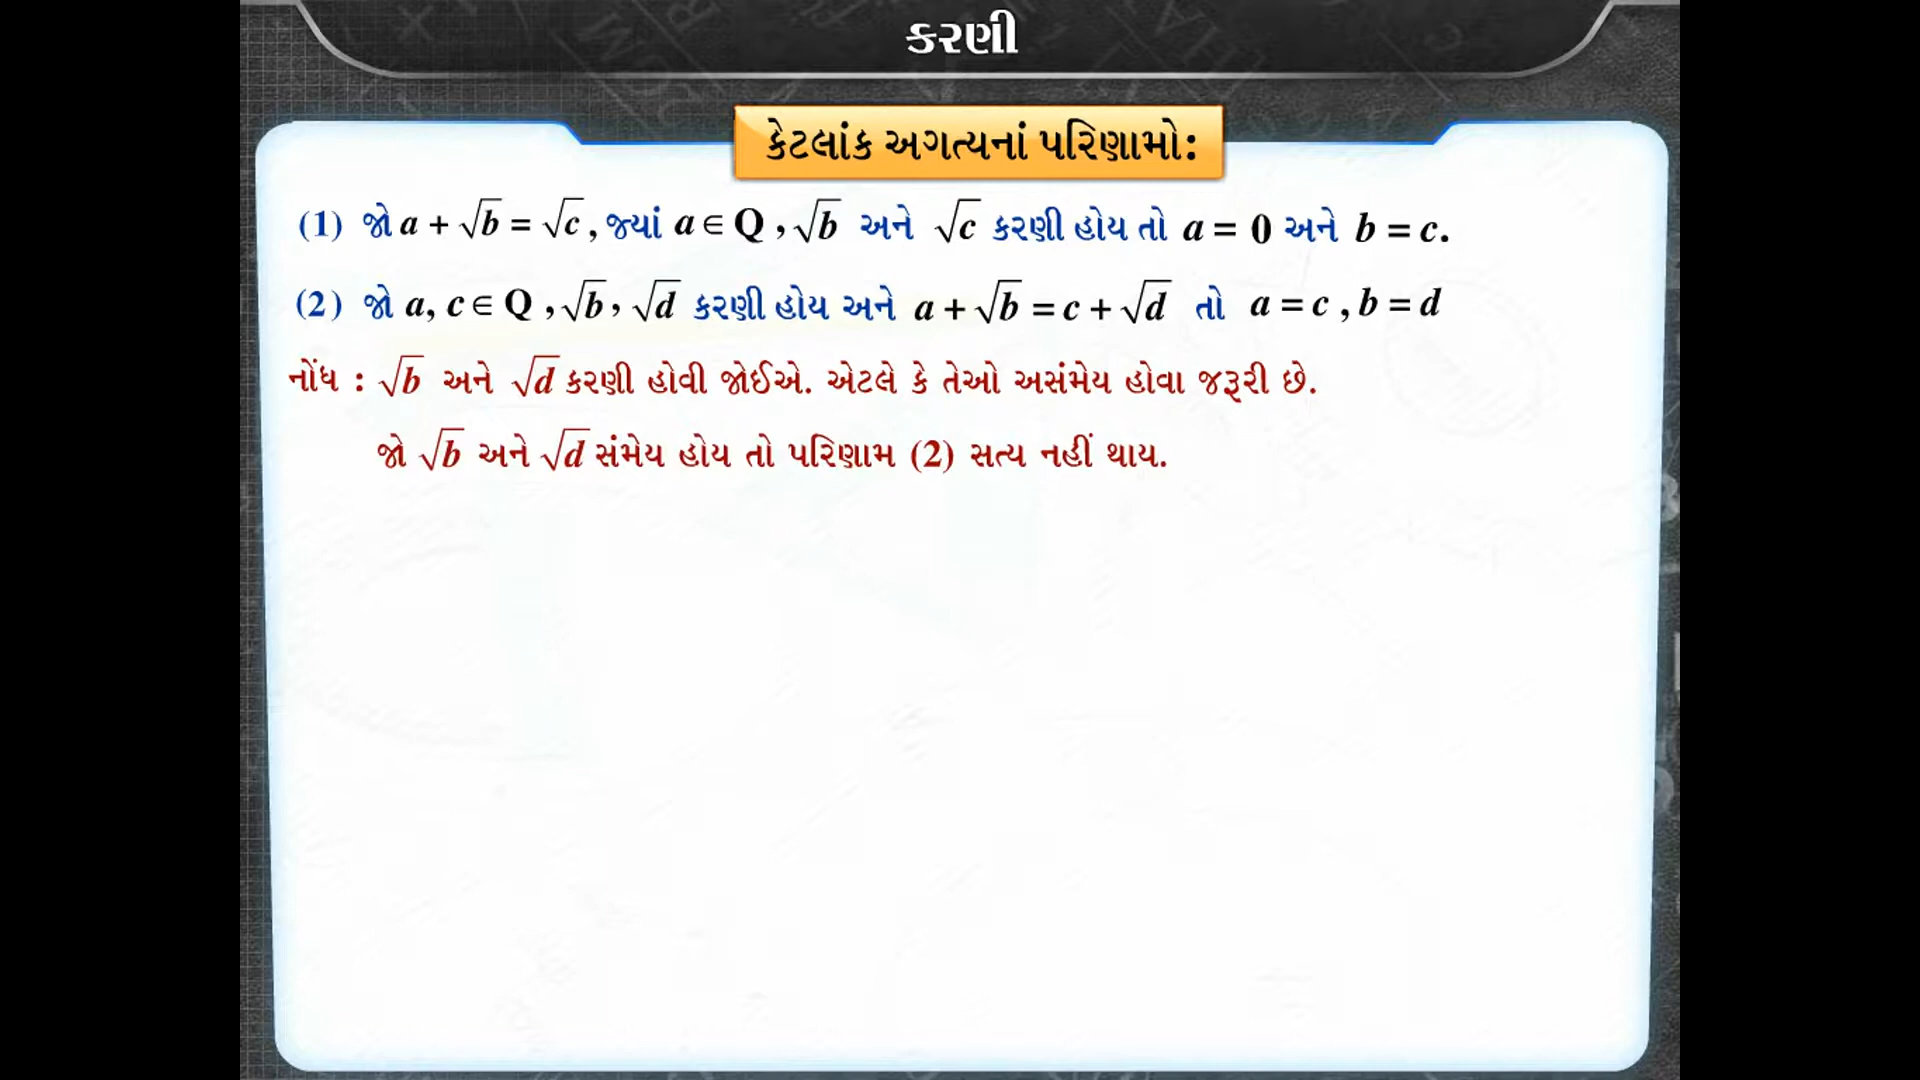 કરણી
કેટલાંક અગત્યનાં પરિણામો:
(1) જો a + √b = √c, જ્યાં a ∈ Q , √b અને √c કરણી હોય તો a = 0 અને b = c.
(2) જો a, c ∈ Q , √b, √d કરણી હોય અને a + √b = c + √d તો a = c , b = d
નોંધ : √b અને √d કરણી હોવી જોઈએ. એટલે કે તેઓ અસંમેય હોવા જરૂરી છે.
જો √b અને √d સંમેય હોય તો પરિણામ (2) સત્ય નહીં થાય.